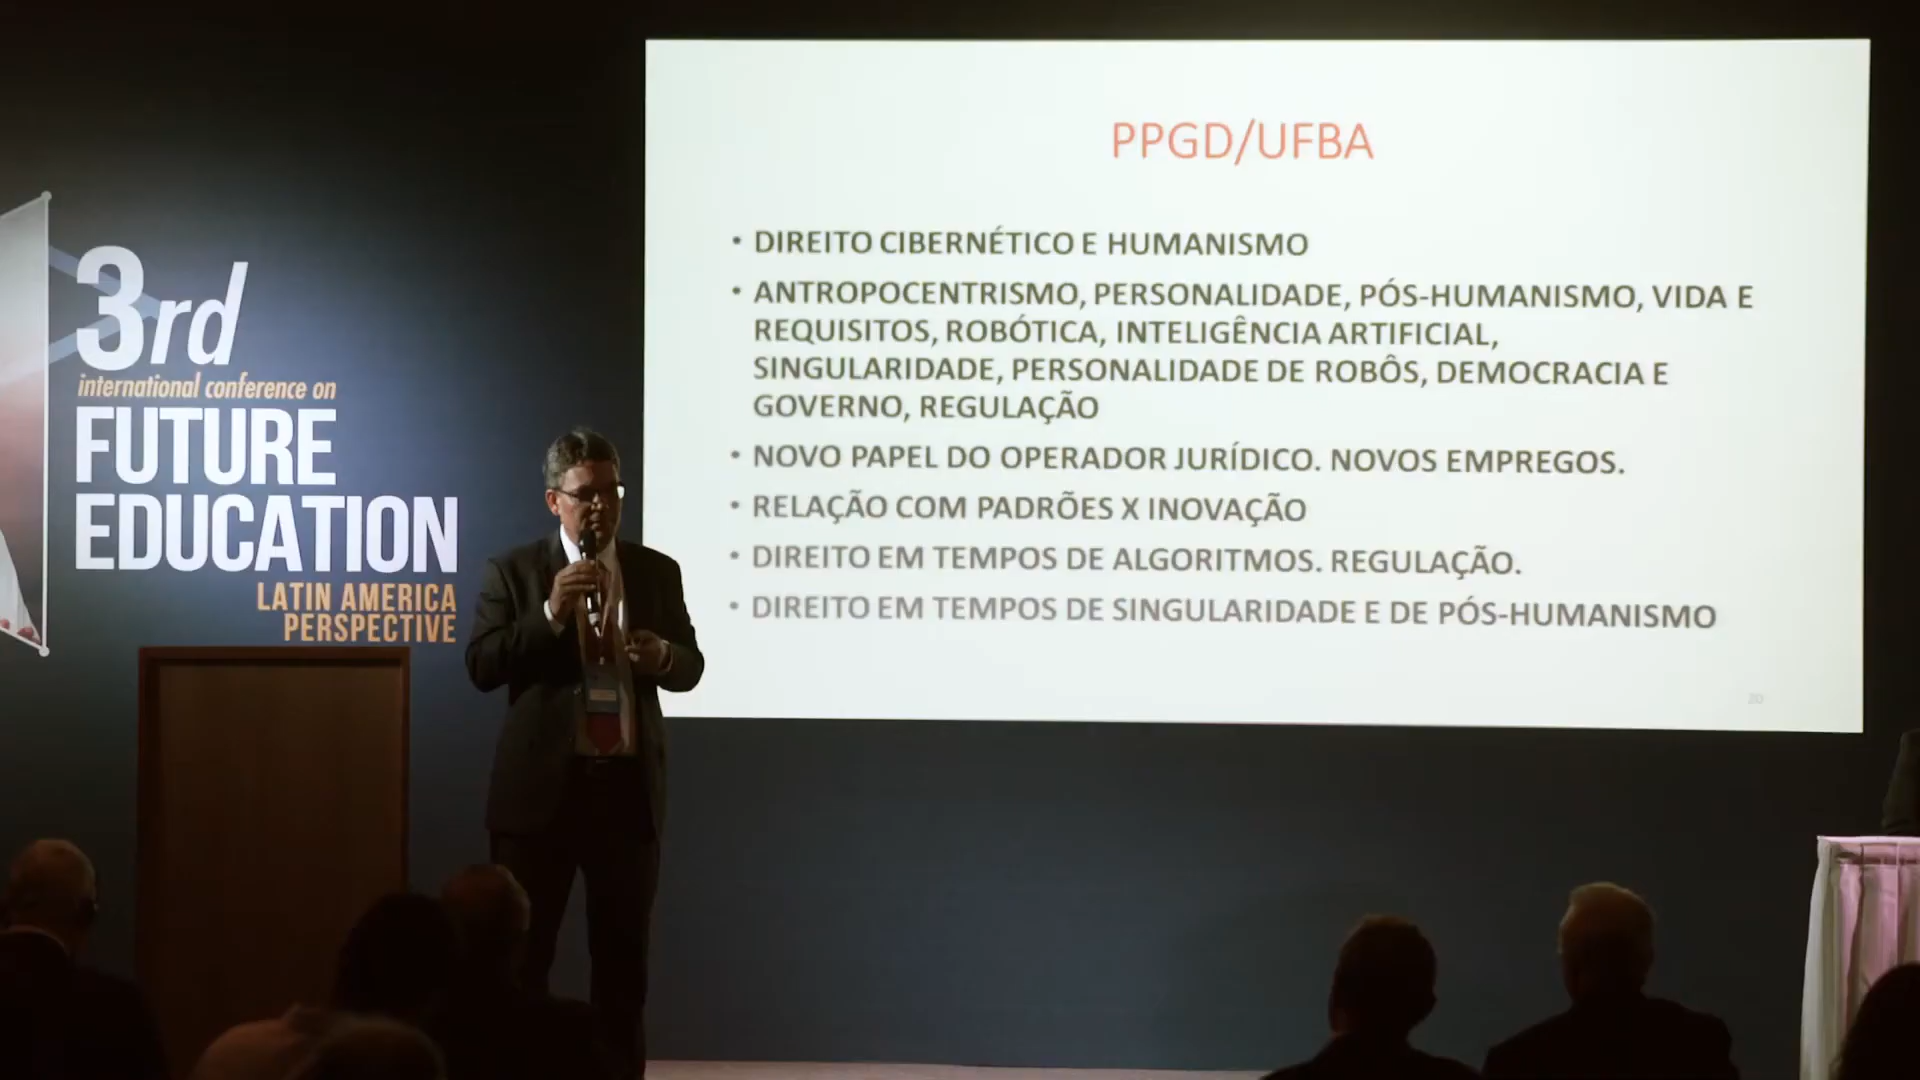 3rd
international conference on
FUTURE
EDUCATION
LATIN AMERICA
PERSPECTIVE
PPGD/UFBA
• DIREITO CIBERNÉTICO E HUMANISMO
• ANTROPOCENTRISMO, PERSONALIDADE, PÓS-HUMANISMO, VIDA E
REQUISITOS, ROBÓTICA, INTELIGÊNCIA ARTIFICIAL,
SINGULARIDADE, PERSONALIDADE DE ROBÔS, DEMOCRACIA E
GOVERNO, REGULAÇÃO
• NOVO PAPEL DO OPERADOR JURÍDICO. NOVOS EMPREGOS.
• RELAÇÃO COM PADRÕES X INOVAÇÃO
• DIREITO EM TEMPOS DE ALGORITMOS. REGULAÇÃO.
• DIREITO EM TEMPOS DE SINGULARIDADE E DE PÓS-HUMANISMO
20